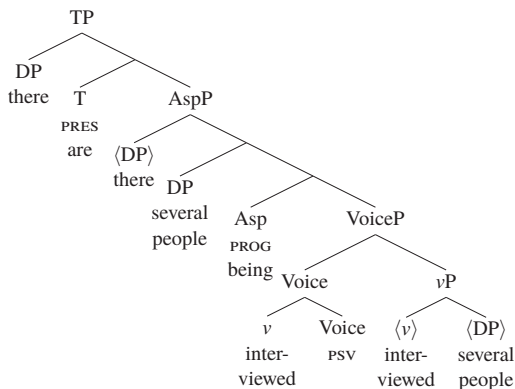 TP
DP
there
T
PRES
are
AspP
⟨DP⟩
there
DP
several
people
Asp
PROG
being
VoiceP
Voice
vP
v
inter-
viewed
Voice
PSV
⟨v⟩
inter-
viewed
⟨DP⟩
several
people